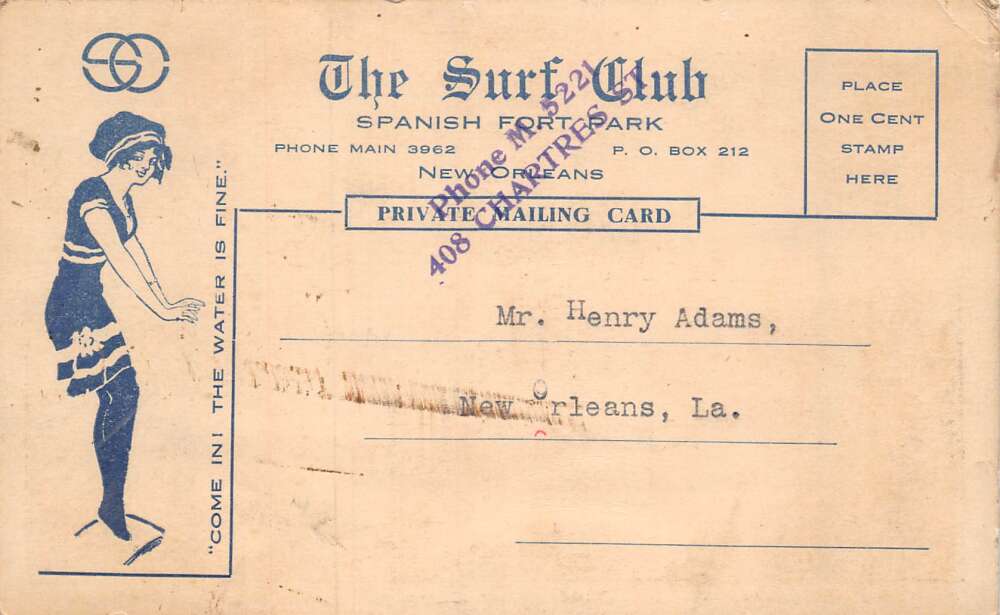 SC
The Surf Club
SPANISH FORT PARK
PHONE MAIN 3962 P. O. BOX 212
NEW ORLEANS
PRIVATE MAILING CARD
Phone M. 5221
408 CHARTRES ST
PLACE
ONE CENT
STAMP
HERE
"COME IN! THE WATER IS FINE."
Mr. Henry Adams,
New Orleans, La.